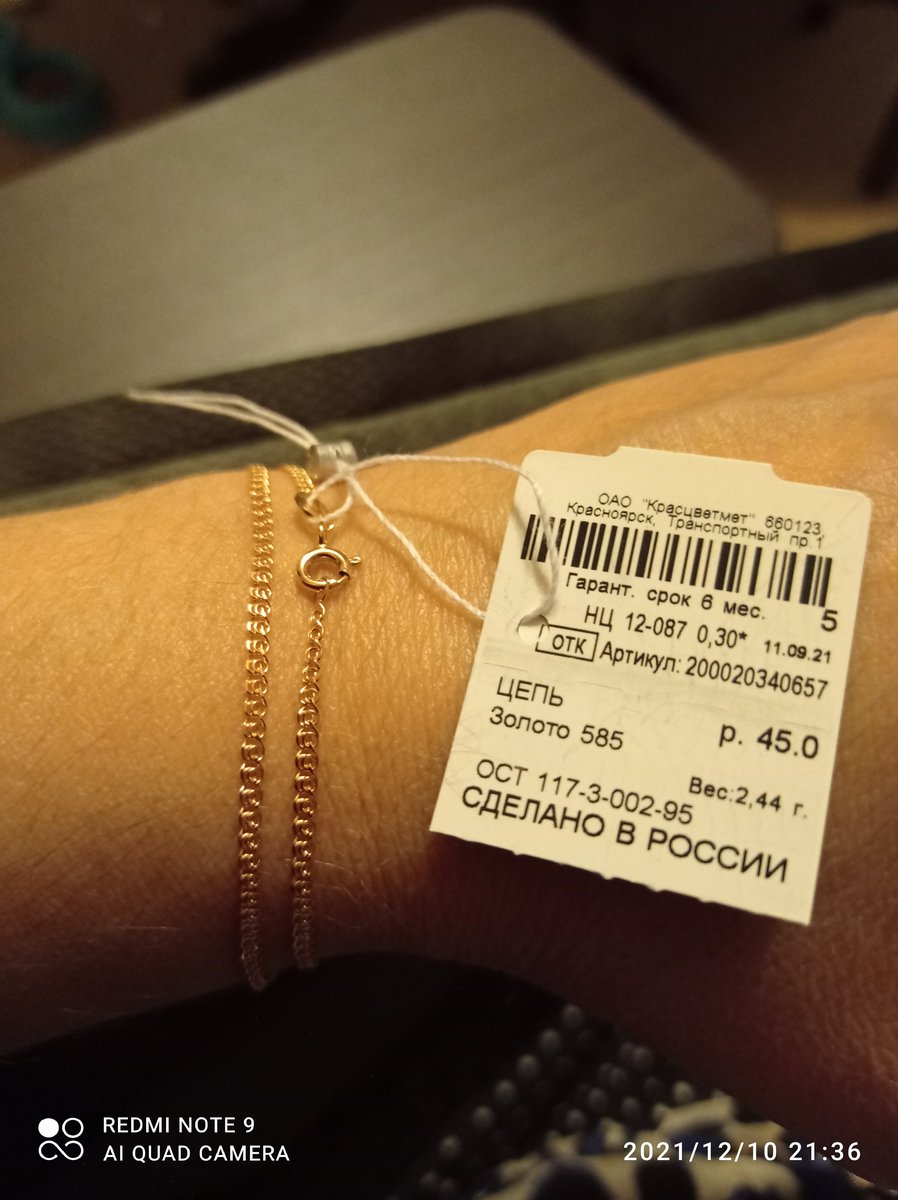 ОАО "Красцветмет" 660123,
Красноярск, Транспортный пр 1
Гарант. срок 6 мес. 5
НЦ 12-087 0,30* 11.09.21
ОТК Артикул: 200020340657
ЦЕПЬ
Золото 585 р. 45.0
ОСТ 117-3-002-95 Вес:2,44 г.
СДЕЛАНО В РОССИИ
REDMI NOTE 9
AI QUAD CAMERA
2021/12/10 21:36